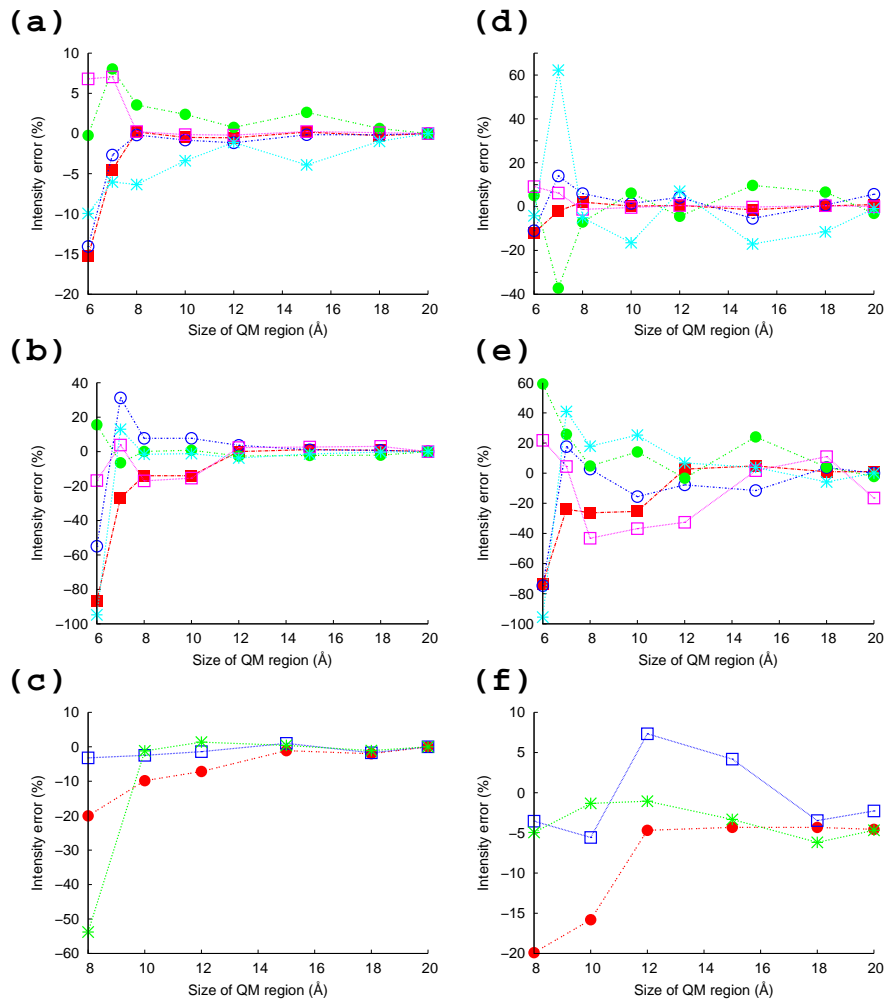 (a)
Intensity error (%)
10
5
0
−5
−10
−15
−20
6 8 10 12 14 16 18 20
Size of QM region (Å)
(d)
Intensity error (%)
60
40
20
0
−20
−40
6 8 10 12 14 16 18 20
Size of QM region (Å)
(b)
Intensity error (%)
40
20
0
−20
−40
−60
−80
−100
6 8 10 12 14 16 18 20
Size of QM region (Å)
(e)
Intensity error (%)
60
40
20
0
−20
−40
−60
−80
−100
6 8 10 12 14 16 18 20
Size of QM region (Å)
(c)
Intensity error (%)
10
0
−10
−20
−30
−40
−50
−60
8 10 12 14 16 18 20
Size of QM region (Å)
(f)
Intensity error (%)
10
5
0
−5
−10
−15
−20
8 10 12 14 16 18 20
Size of QM region (Å)